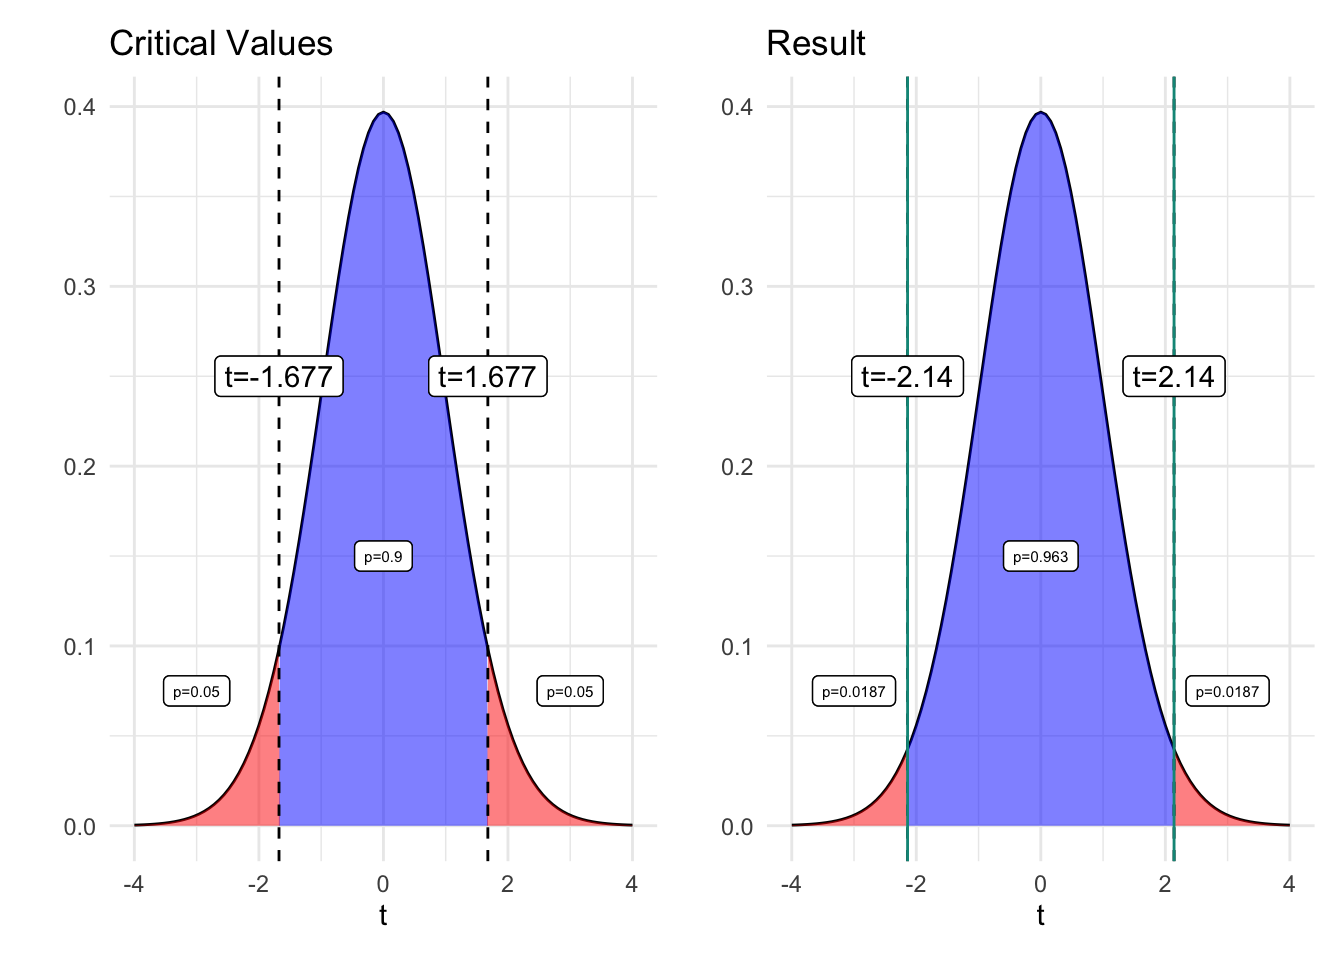 Critical Values
0.4
0.3
0.2
0.1
0.0
t=-1.677
t=1.677
p=0.9
p=0.05
p=0.05
-4
-2
0
2
4
t
Result
0.4
0.3
0.2
0.1
0.0
t=-2.14
t=2.14
p=0.963
p=0.0187
p=0.0187
-4
-2
0
2
4
t